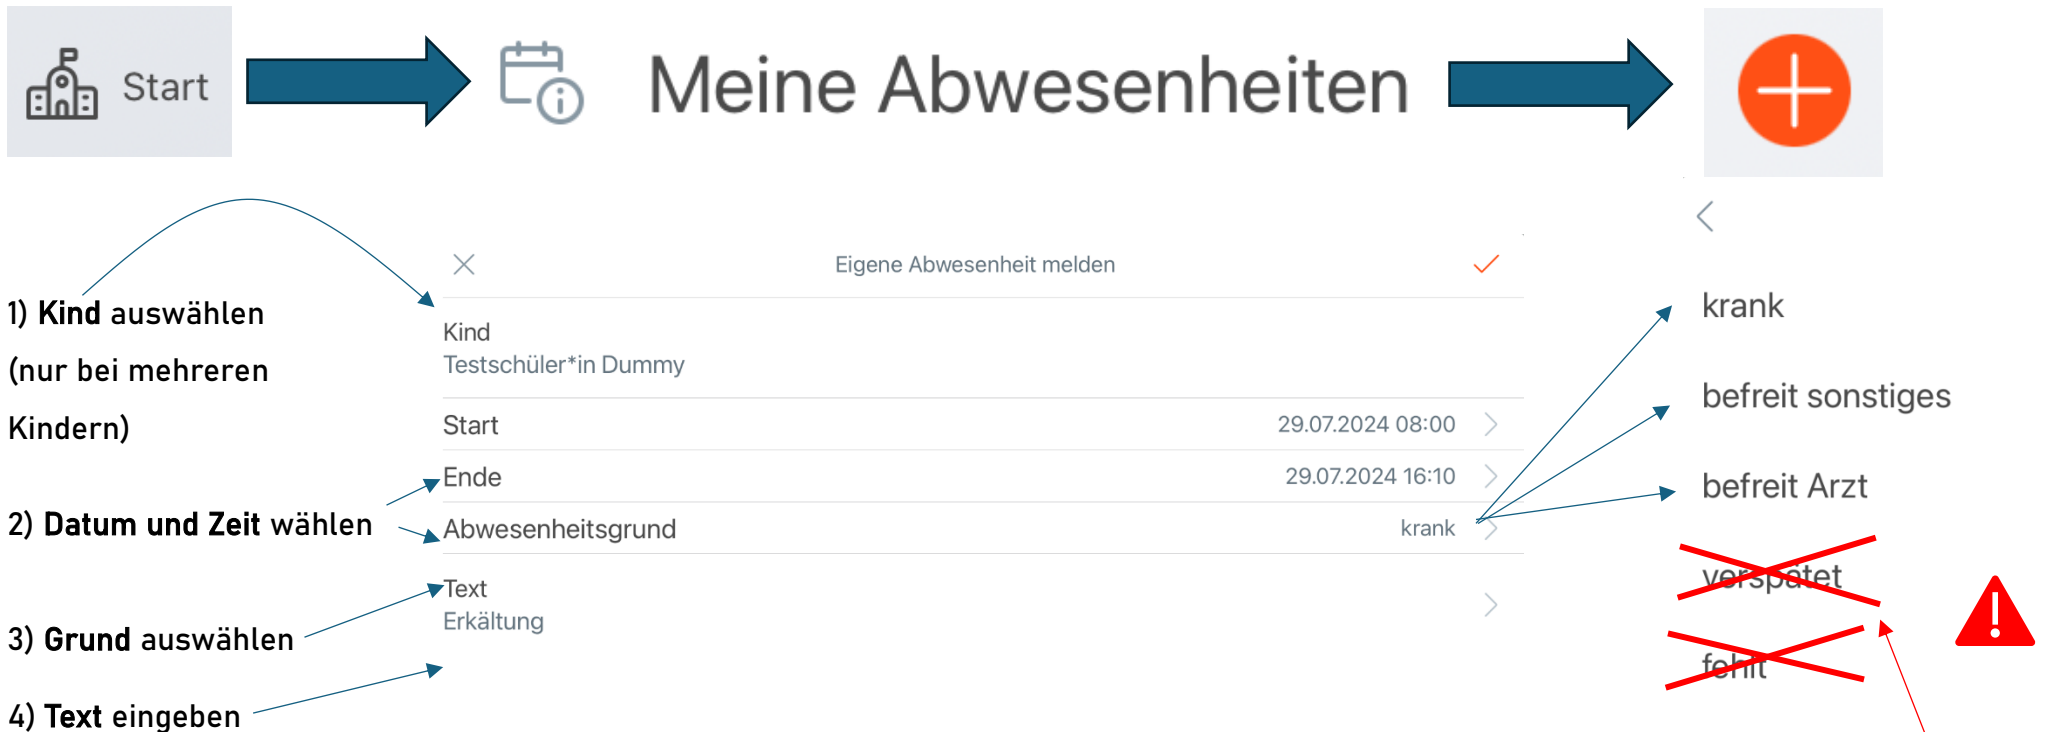 Start
Meine Abwesenheiten
Eigene Abwesenheit melden
1) Kind auswählen
(nur bei mehreren
Kindern)
2) Datum und Zeit wählen
3) Grund auswählen
4) Text eingeben
Kind
Testschüler*in Dummy
Start 29.07.2024 08:00
Ende 29.07.2024 16:10
Abwesenheitsgrund krank
Text
Erkältung
krank
befreit sonstiges
befreit Arzt
verspätet
fehlt